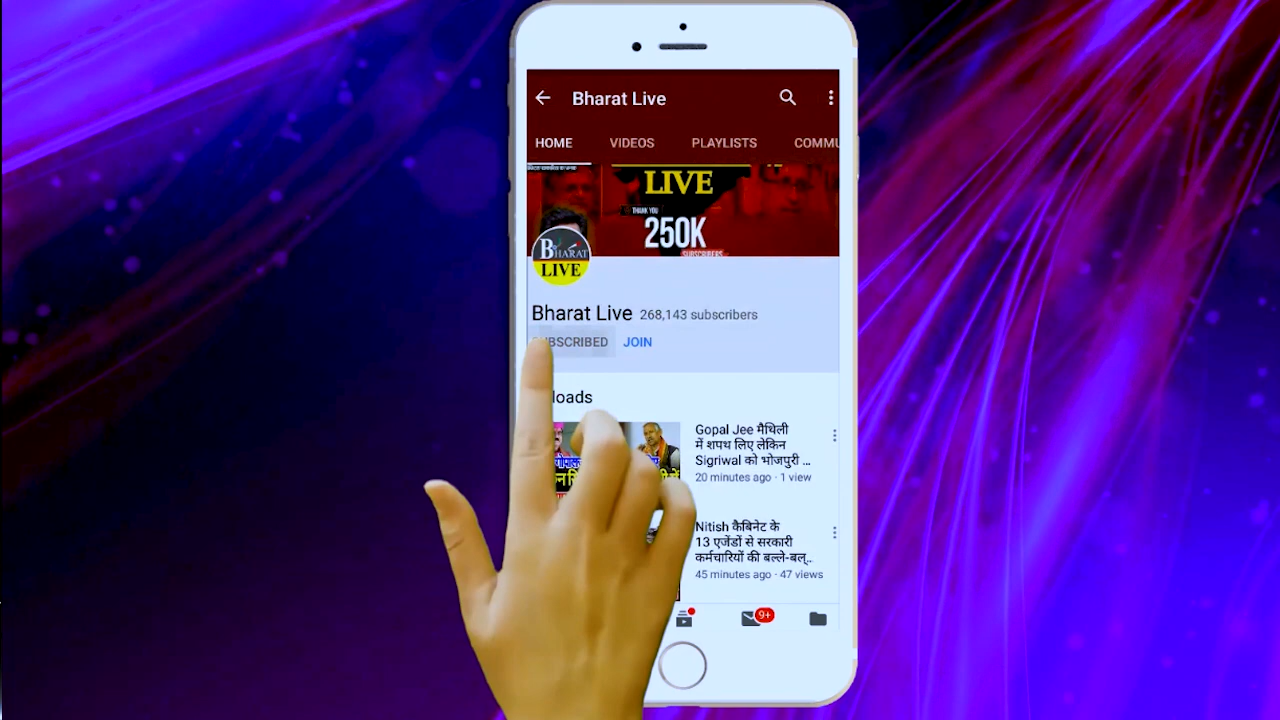 Bharat Live
HOME VIDEOS PLAYLISTS COMMU
LIVE
THANK YOU
250K
SUBSCRIBERS
BHARAT
LIVE
Bharat Live 268,143 subscribers
UBSCRIBED JOIN
loads
Gopal Jee मैथिली
में शपथ लिए लेकिन
Sigriwal को भोजपुरी ...
20 minutes ago · 1 view
Nitish कैबिनेट के
13 एजेंडों से सरकारी
कर्मचारियों की बल्ले-बल्..
45 minutes ago · 47 views
9+